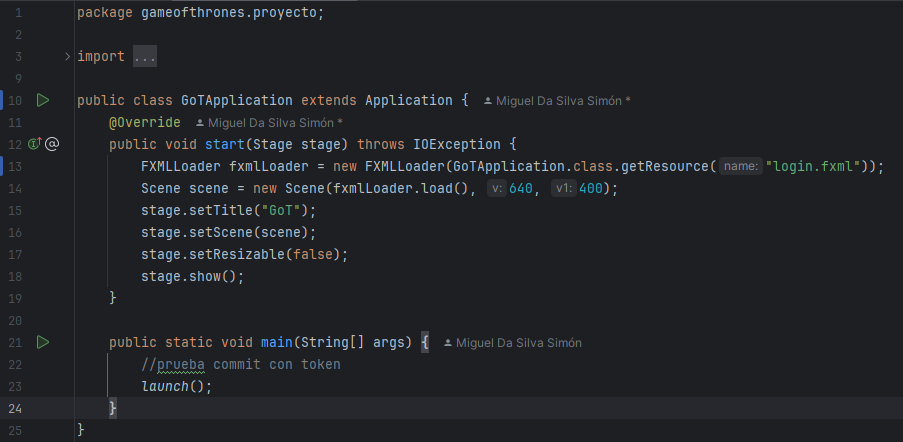 1 package gameofthrones.proyecto;
2
3 import ...
9
10 public class GoTApplication extends Application { Miguel Da Silva Simón *
11 @Override Miguel Da Silva Simón *
12 public void start(Stage stage) throws IOException {
13 FXMLLoader fxmlLoader = new FXMLLoader(GoTApplication.class.getResource( name: "login.fxml"));
14 Scene scene = new Scene(fxmlLoader.load(), v: 640, v1: 400);
15 stage.setTitle("GoT");
16 stage.setScene(scene);
17 stage.setResizable(false);
18 stage.show();
19 }
20
21 public static void main(String[] args) { Miguel Da Silva Simón
22 //prueba commit con token
23 launch();
24 }
25 }